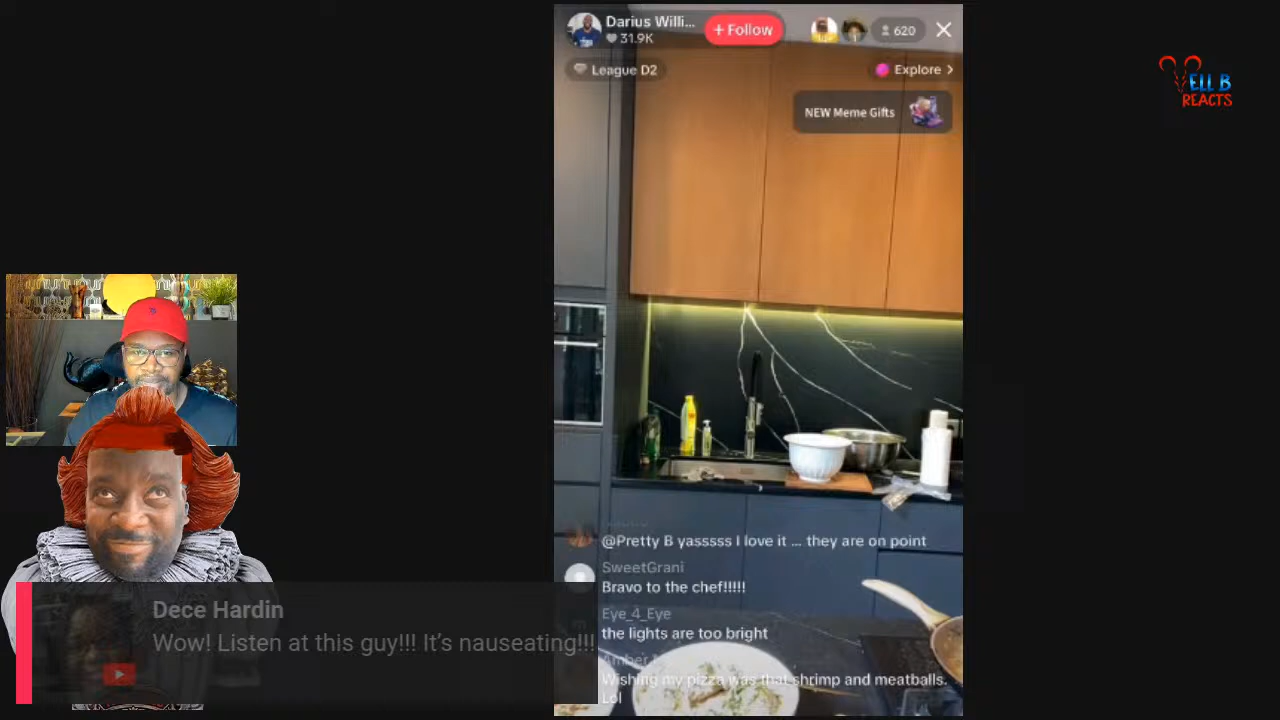 Darius Willi...
+ Follow
31.9K
620
League D2
Explore >
NEW Meme Gifts
ELL B
REACTS
@Pretty B yasssss I love it ... they are on point
SweetGrani
Bravo to the chef!!!!!
Eye_4_Eye
the lights are too bright
Amber
Wishing my pizza was that shrimp and meatballs.
Lol
Dece Hardin
Wow! Listen at this guy!!! It's nauseating!!!